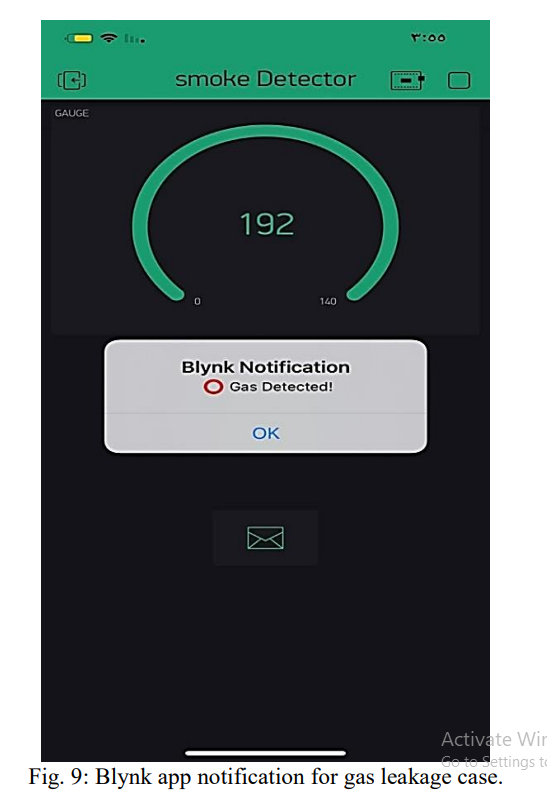 ٣:٥٥
smoke Detector
GAUGE
192
0
140
Blynk Notification
Gas Detected!
OK
Activate Wi
Go to Settings to
Fig. 9: Blynk app notification for gas leakage case.